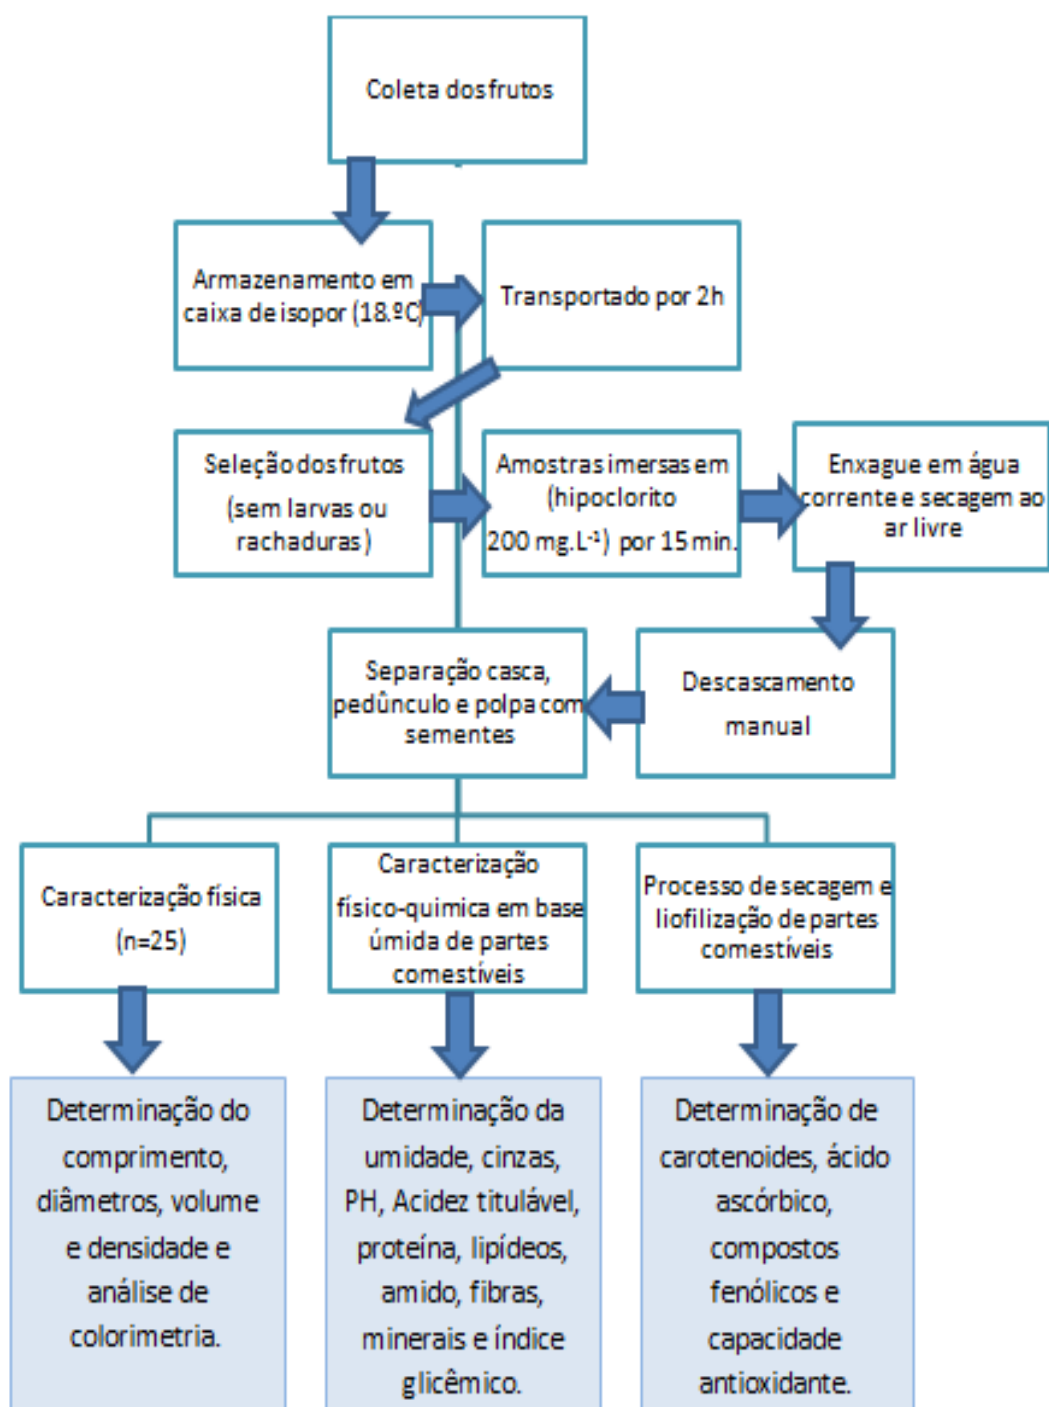 Coleta dos frutos
Armazenamento em
caixa de isopor (18.ºC)
Transportado por 2h
Seleção dos frutos
(sem larvas ou
rachaduras)
Amostras imersas em
(hipoclorito
200 mg.L⁻¹) por 15 min.
Enxague em água
corrente e secagem ao
ar livre
Descascamento
manual
Separação casca,
pedûnculo e polpa com
sementes
Caracterização física
(n=25)
Caracterização
físico-quimica em base
úmida de partes
comestíveis
Processo de secagem e
liofilização de partes
comestíveis
Determinação do
comprimento,
diâmetros, volume
e densidade e
análise de
colorimetria.
Determinação da
umidade, cinzas,
PH, Acidez titulável,
proteína, lipídeos,
amido, fibras,
minerais e índice
glicêmico.
Determinação de
carotenoides, ácido
ascórbico,
compostos
fenólicos e
capacidade
antioxidante.